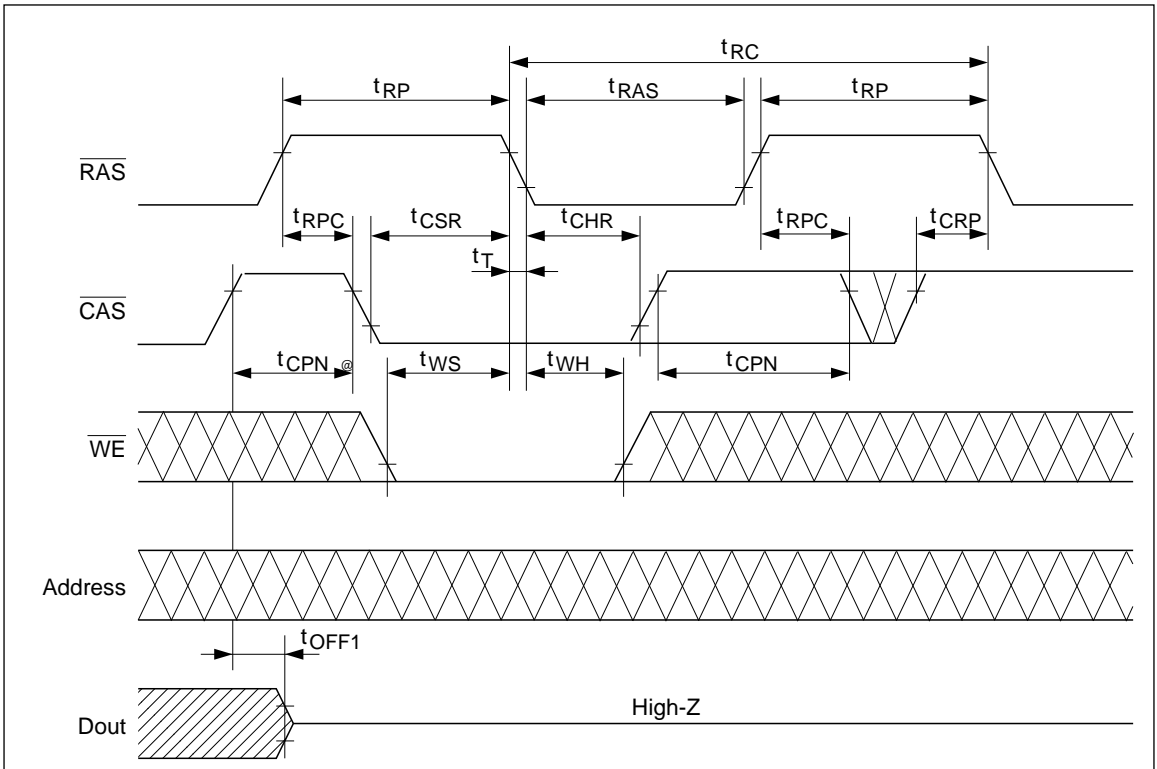 tRC
tRP tRAS tRP
RAS
tRPC tCSR tCHR tRPC tCRP
tT
CAS
tCPN @ tWS tWH tCPN
WE
Address
tOFF1
High-Z
Dout